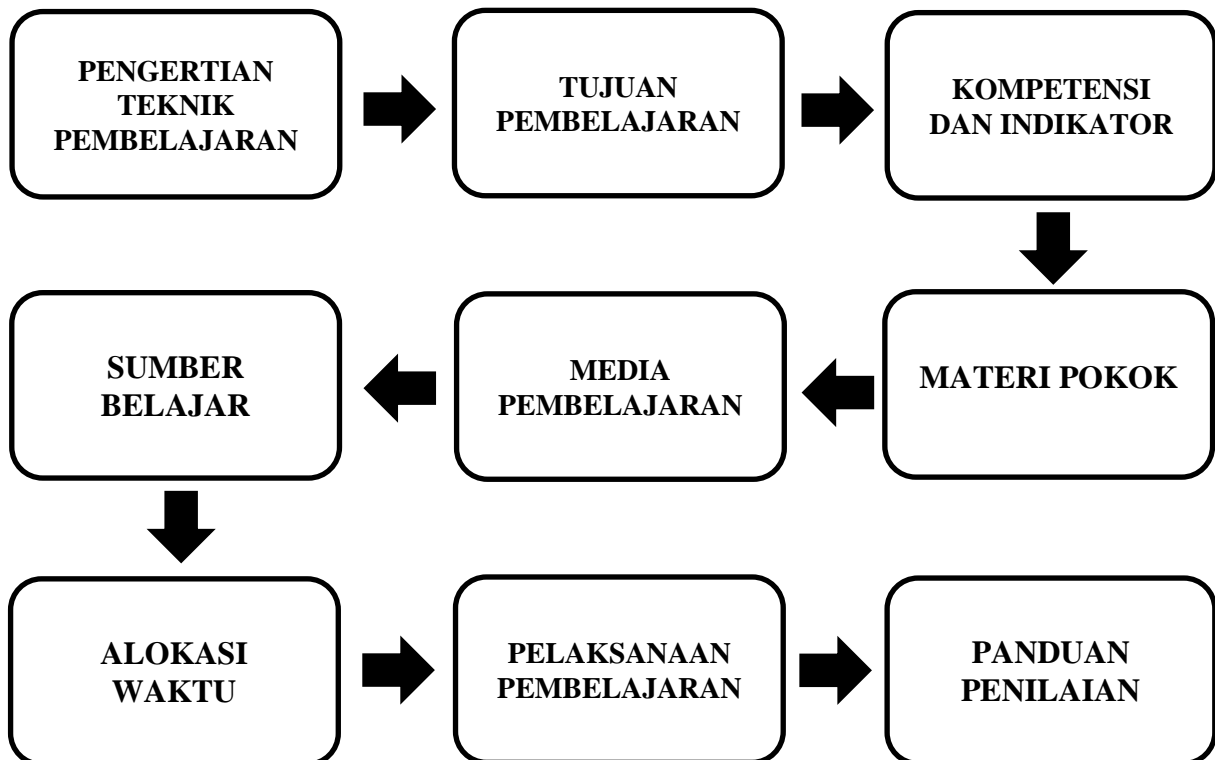 PENGERTIAN
TEKNIK
PEMBELAJARAN
TUJUAN
PEMBELAJARAN
KOMPETENSI
DAN INDIKATOR
MATERI POKOK
MEDIA
PEMBELAJARAN
SUMBER
BELAJAR
ALOKASI
WAKTU
PELAKSANAAN
PEMBELAJARAN
PANDUAN
PENILAIAN